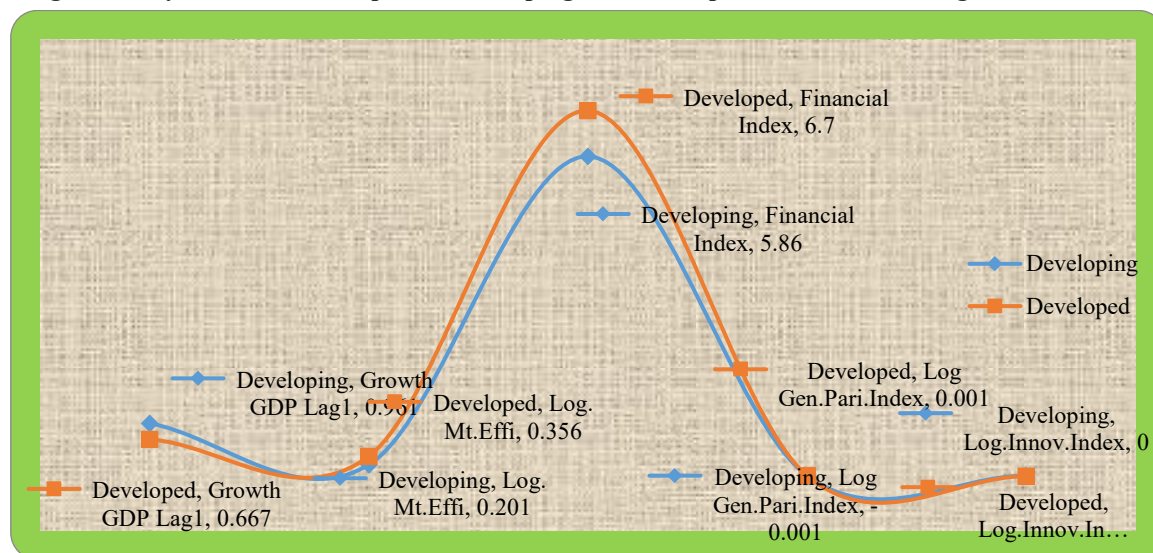 Developed, Financial
Index, 6.7
Developing, Financial
Index, 5.86
Developing
Developed
Developing, Growth
GDP Lag1, 0.961
Developed, Log.
Mt.Effi, 0.356
Developed, Log
Gen.Pari.Index, 0.001
Developing,
Log.Innov.Index, 0
Developed, Growth
GDP Lag1, 0.667
Developing, Log.
Mt.Effi, 0.201
Developing, Log
Gen.Pari.Index, -
0.001
Developed,
Log.Innov.In…